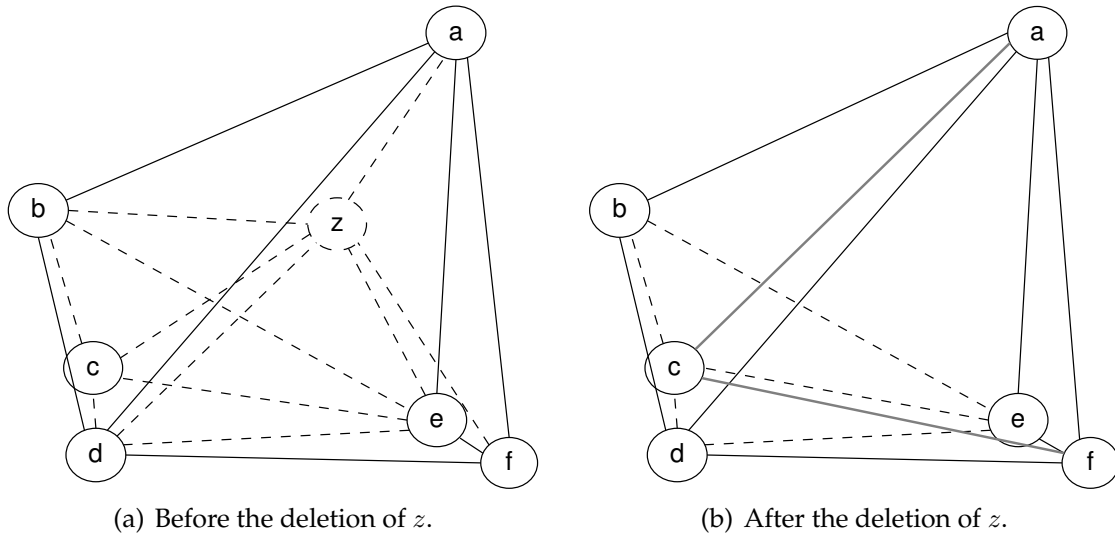 a a
b z b
c c
e e
d f d f
(a) Before the deletion of z. (b) After the deletion of z.